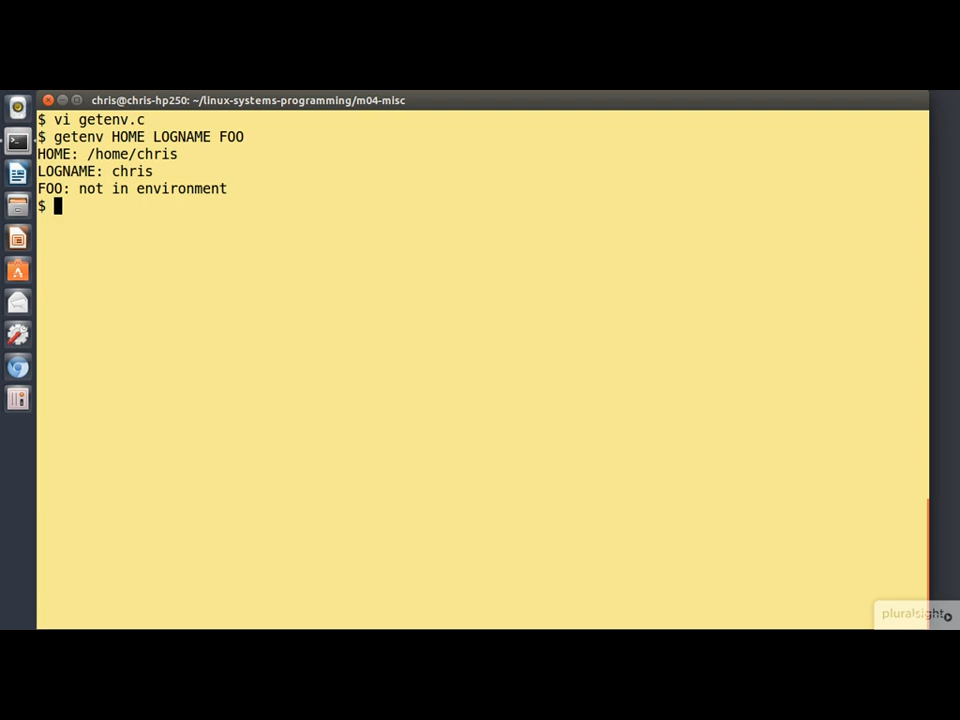 chris@chris-hp250: ~/linux-systems-programming/m04-misc
$ vi getenv.c
$ getenv HOME LOGNAME FOO
HOME: /home/chris
LOGNAME: chris
FOO: not in environment
$
pluralsight